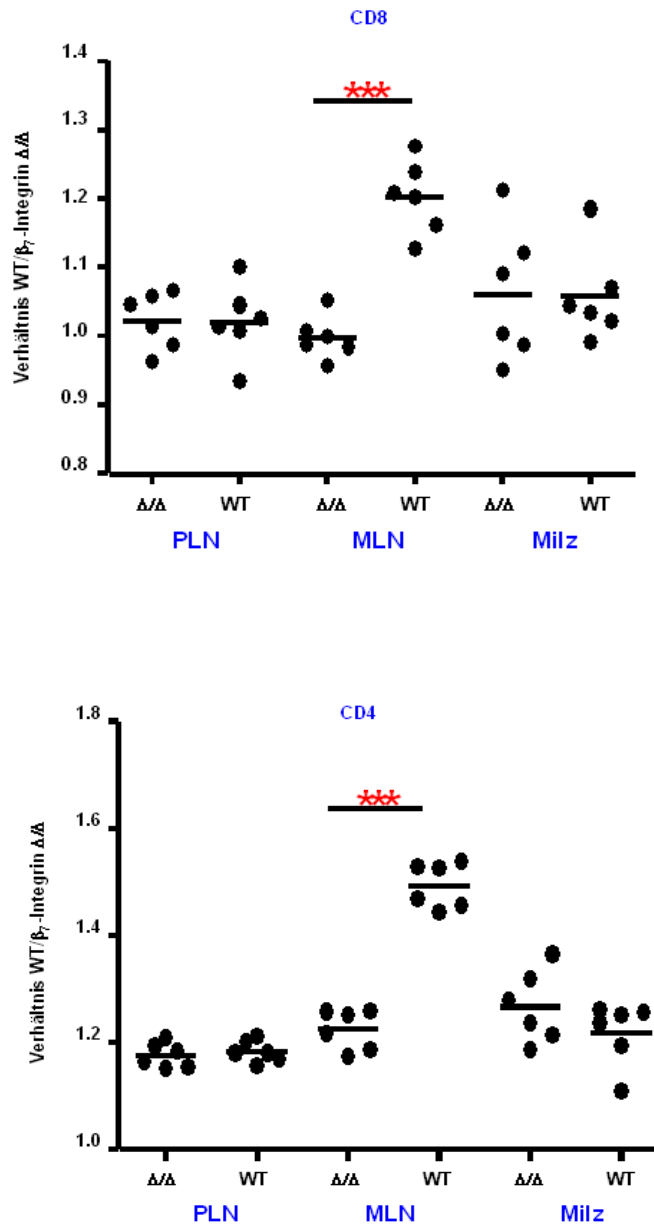 CD8
Verhältnis WT/β7-Integrin Δ/Δ
1.4
***
1.3
1.2
1.1
1.0
0.9
0.8
Δ/Δ WT Δ/Δ WT Δ/Δ WT
PLN MLN Milz
CD4
Verhältnis WT/β7-Integrin Δ/Δ
1.8
***
1.6
1.4
1.2
1.0
Δ/Δ WT Δ/Δ WT Δ/Δ WT
PLN MLN Milz